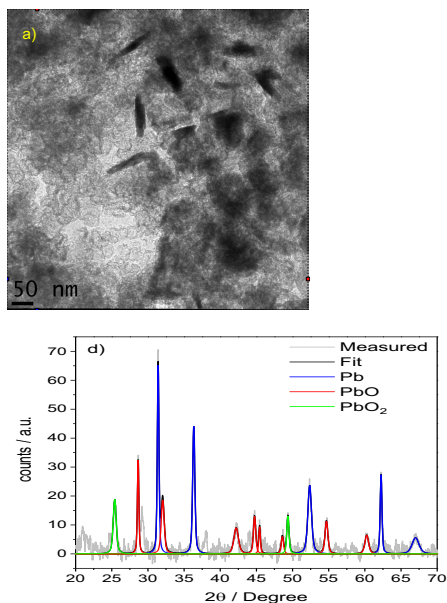 a)
50 nm
d)
Measured
Fit
Pb
PbO
PbO₂
counts / a.u.
70
60
50
40
30
20
10
0
20 25 30 35 40 45 50 55 60 65 70
2θ / Degree